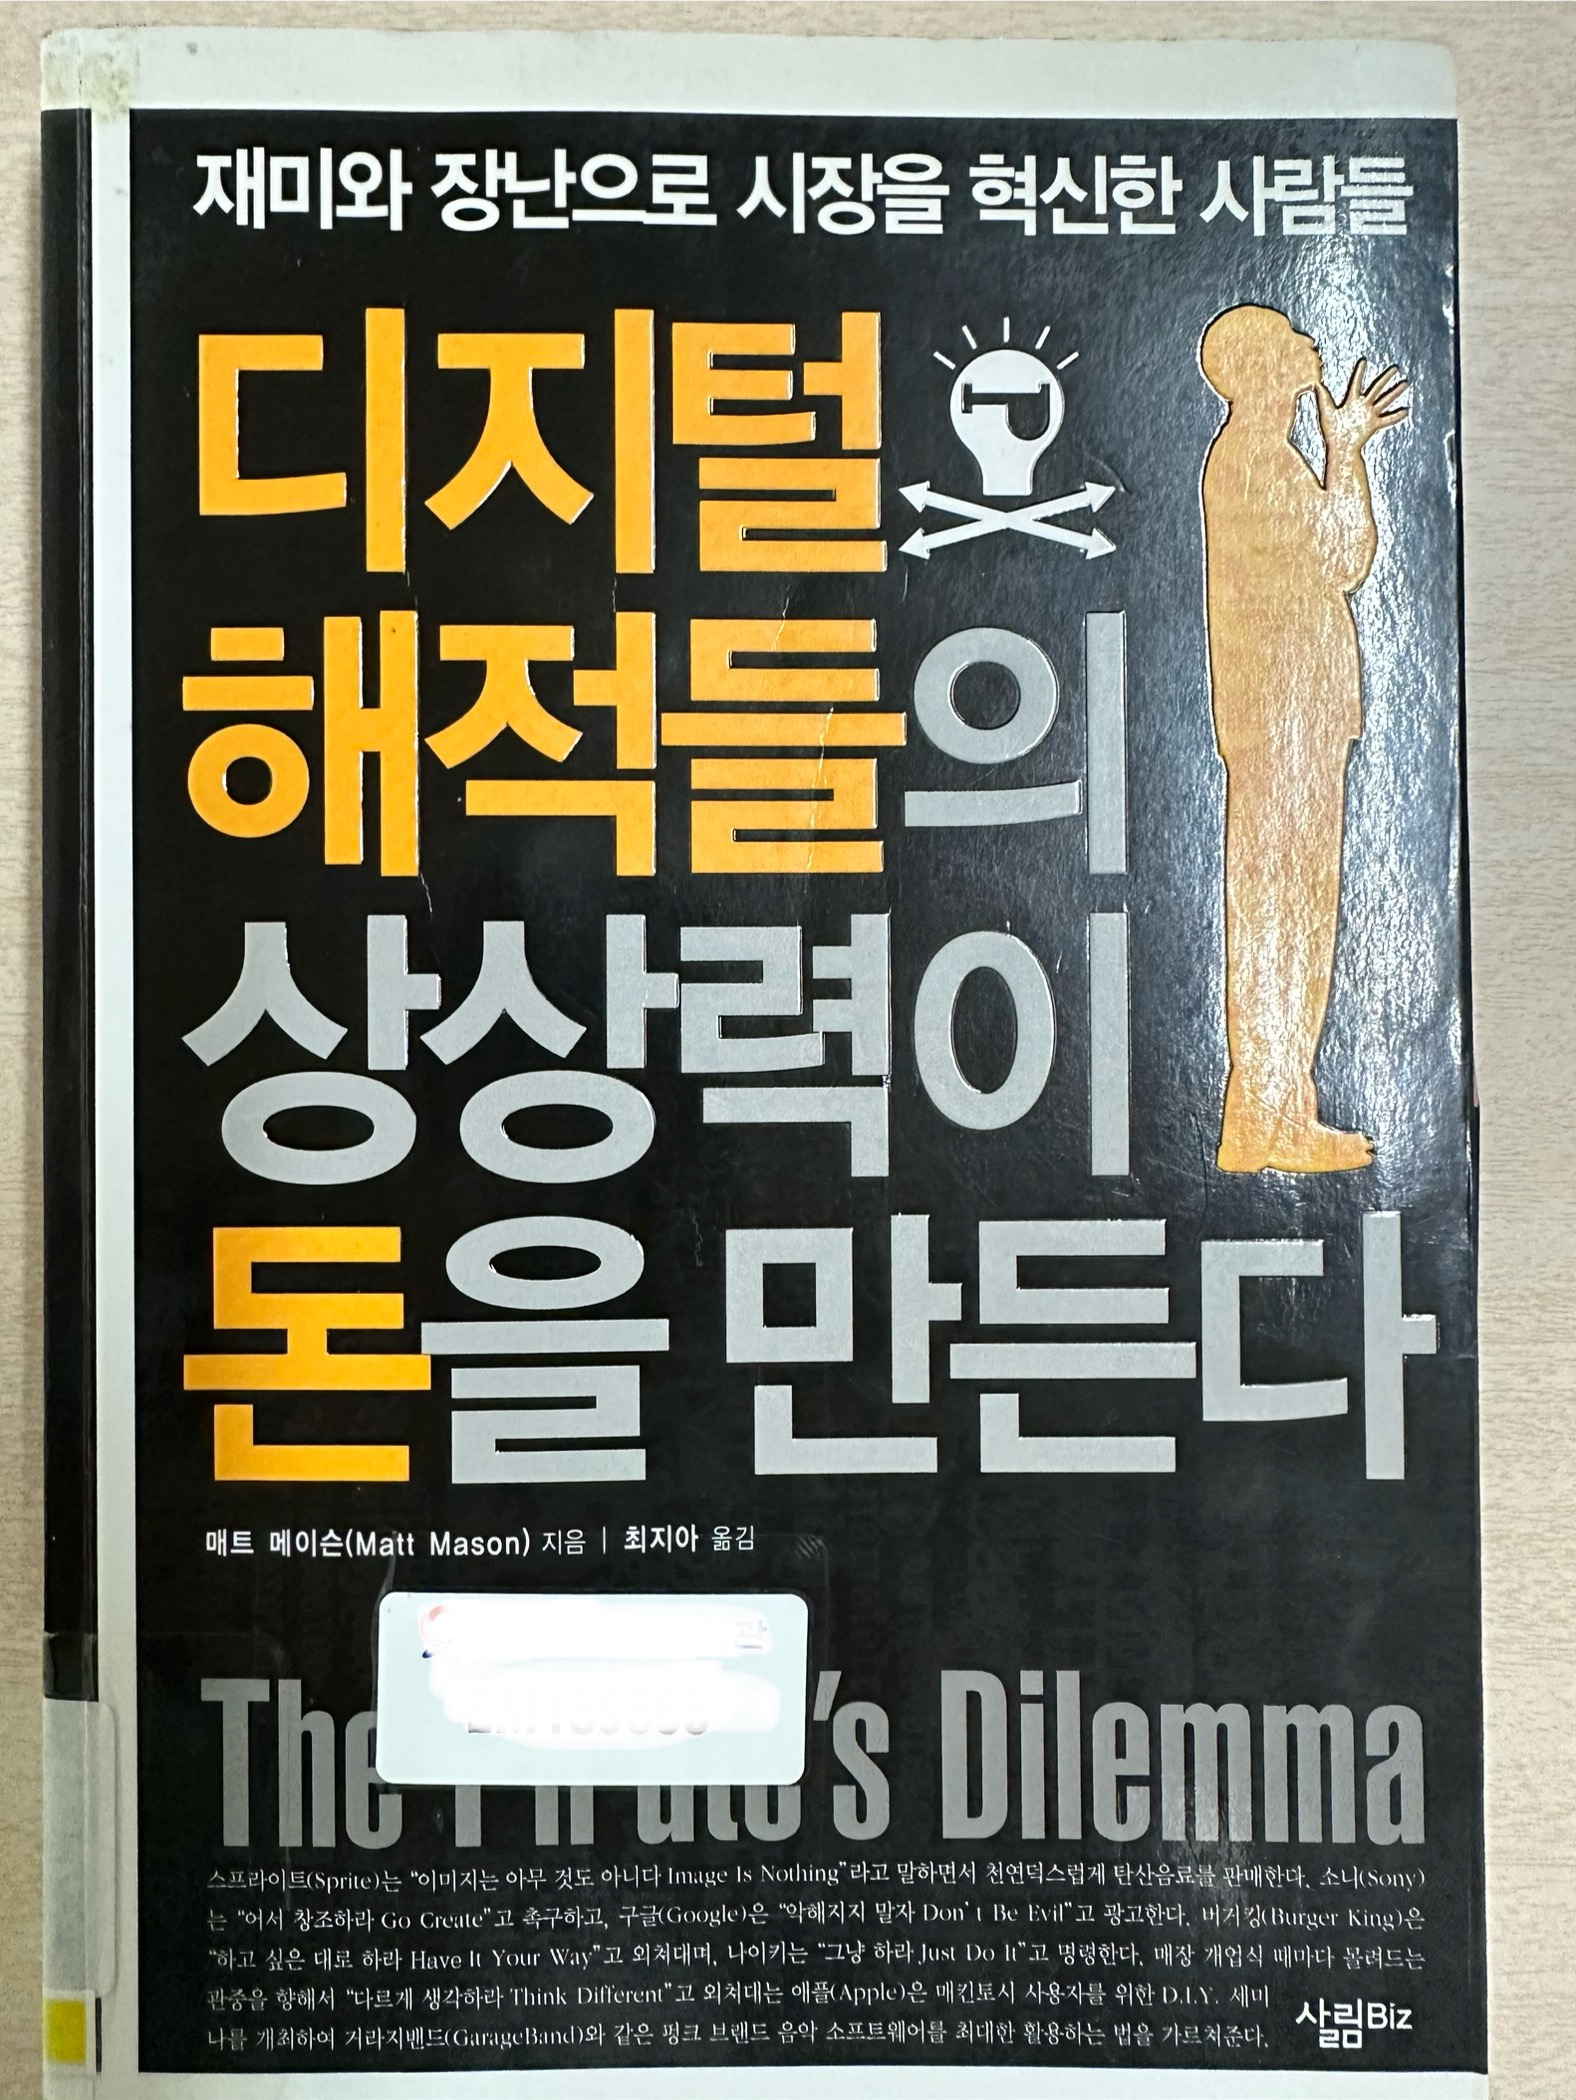 재미와 장난으로 시장을 혁신한 사람들
디지털
해적들의
상상력이
돈을 만든다
매트 메이슨(Matt Mason) 지음 | 최지아 옮김
The Pirate's Dilemma
스프라이트(Sprite)는 “이미지는 아무 것도 아니다 Image Is Nothing”라고 말하면서 천연덕스럽게 탄산음료를 판매한다. 소니(Sony)
는 “어서 창조하라 Go Create”고 촉구하고, 구글(Google)은 “악해지지 말자 Don't Be Evil”고 광고한다. 버거킹(Burger King)은
“하고 싶은 대로 하라 Have It Your Way”고 외쳐대며, 나이키는 “그냥 하라 Just Do It”고 명령한다. 매장 개업식 때마다 몰려드는
관중을 향해서 “다르게 생각하라 Think Different”고 외쳐대는 애플(Apple)은 매킨토시 사용자를 위한 D.I.Y. 세미
나를 개최하여 거라지밴드(GarageBand)와 같은 펑크 브랜드 음악 소프트웨어를 최대한 활용하는 법을 가르쳐준다.
살림Biz